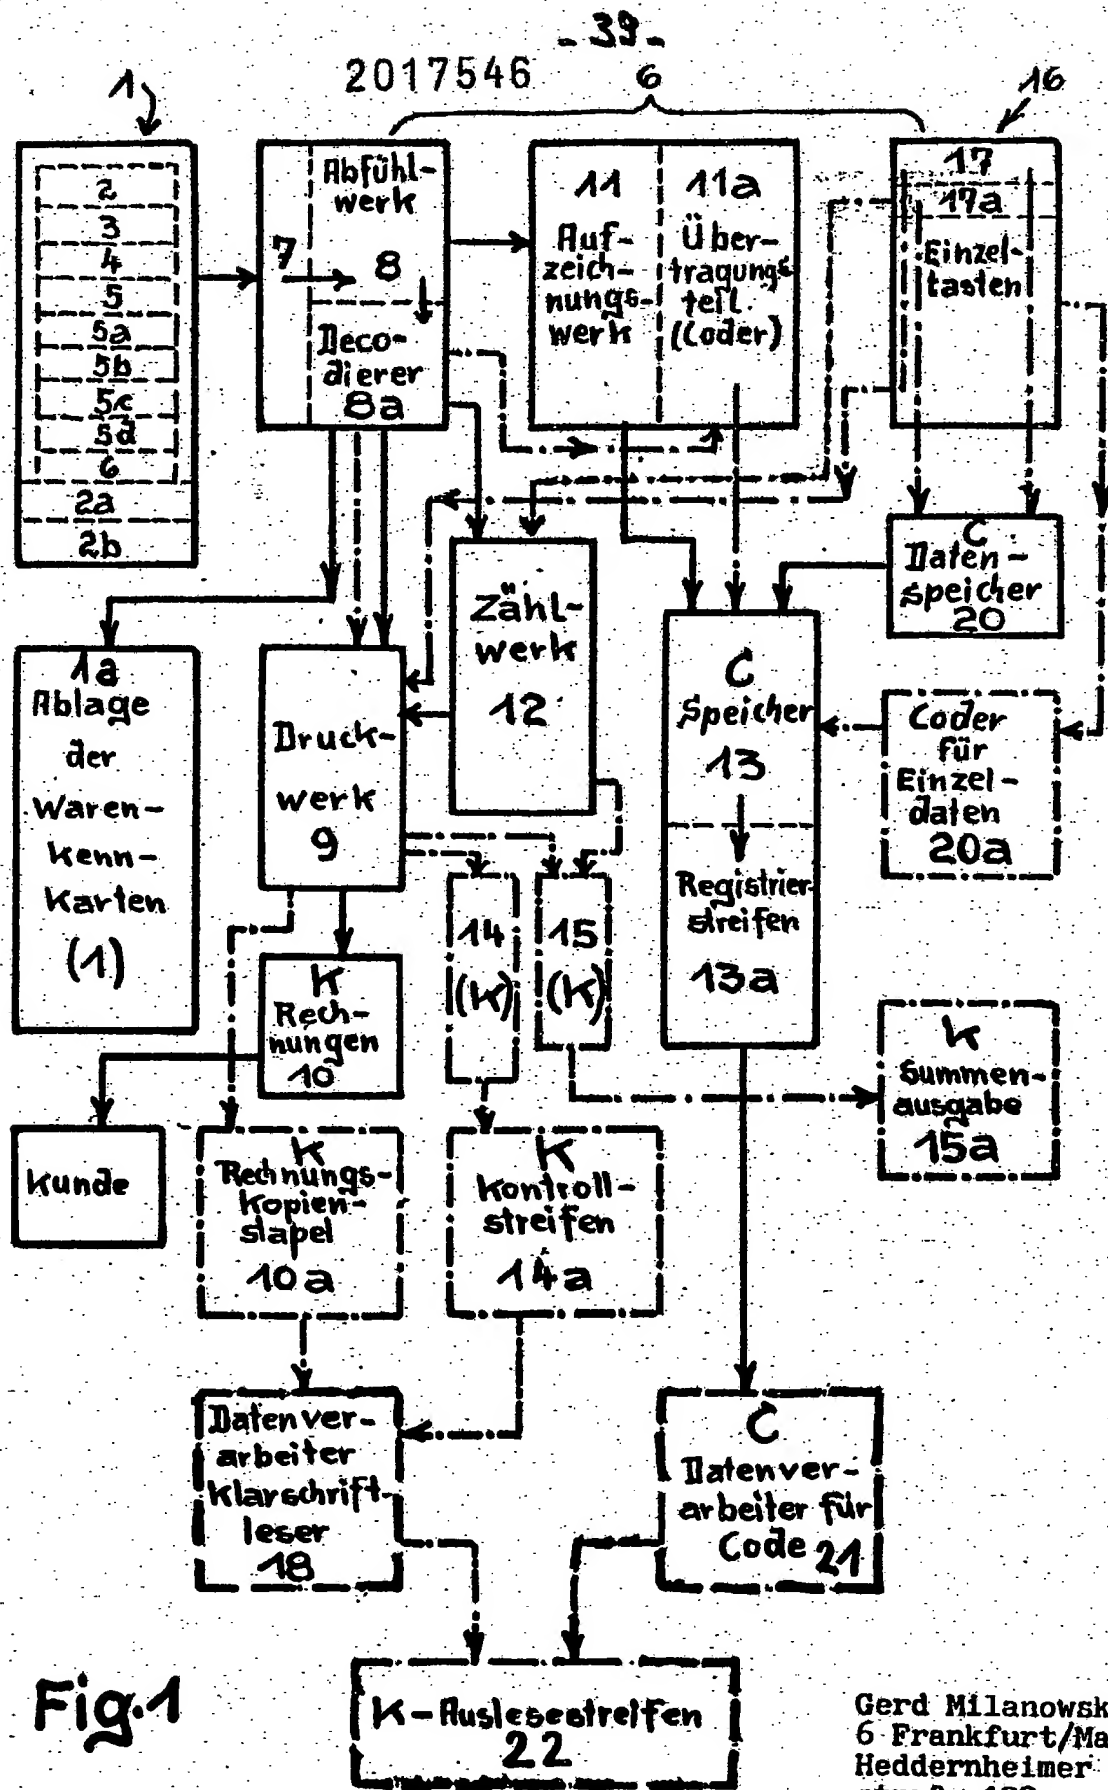 - 39 -
2017546
6
1
16
2
3
4
5
5a
5b
5c
5d
6
2a
2b
7
Abfühl-
werk
8
Deco-
dierer
8a
11
Auf-
zeich-
nungs-
werk
11a
Über-
tragungs
teil
(Coder)
17
17a
Einzel-
tasten
C
Daten-
speicher
20
1a
Ablage
der
Waren-
Kenn-
Karten
(1)
Druck-
werk
9
Zähl-
werk
12
C
Speicher
13
Registrier-
streifen
13a
Coder
für
Einzel-
daten
20a
14
(K)
15
(K)
K
Rech-
nungen
10
K
Summen-
ausgabe
15a
Kunde
K
Rechnungs-
Kopien-
stapel
10a
K
Kontroll-
streifen
14a
Datenver-
arbeiter
Klarschrift-
leser
18
C
Datenver-
arbeiter für
Code 21
K-Auslesestreifen
22
Fig.1
Gerd Milanowsk
6 Frankfurt/Ma
Heddernheimer